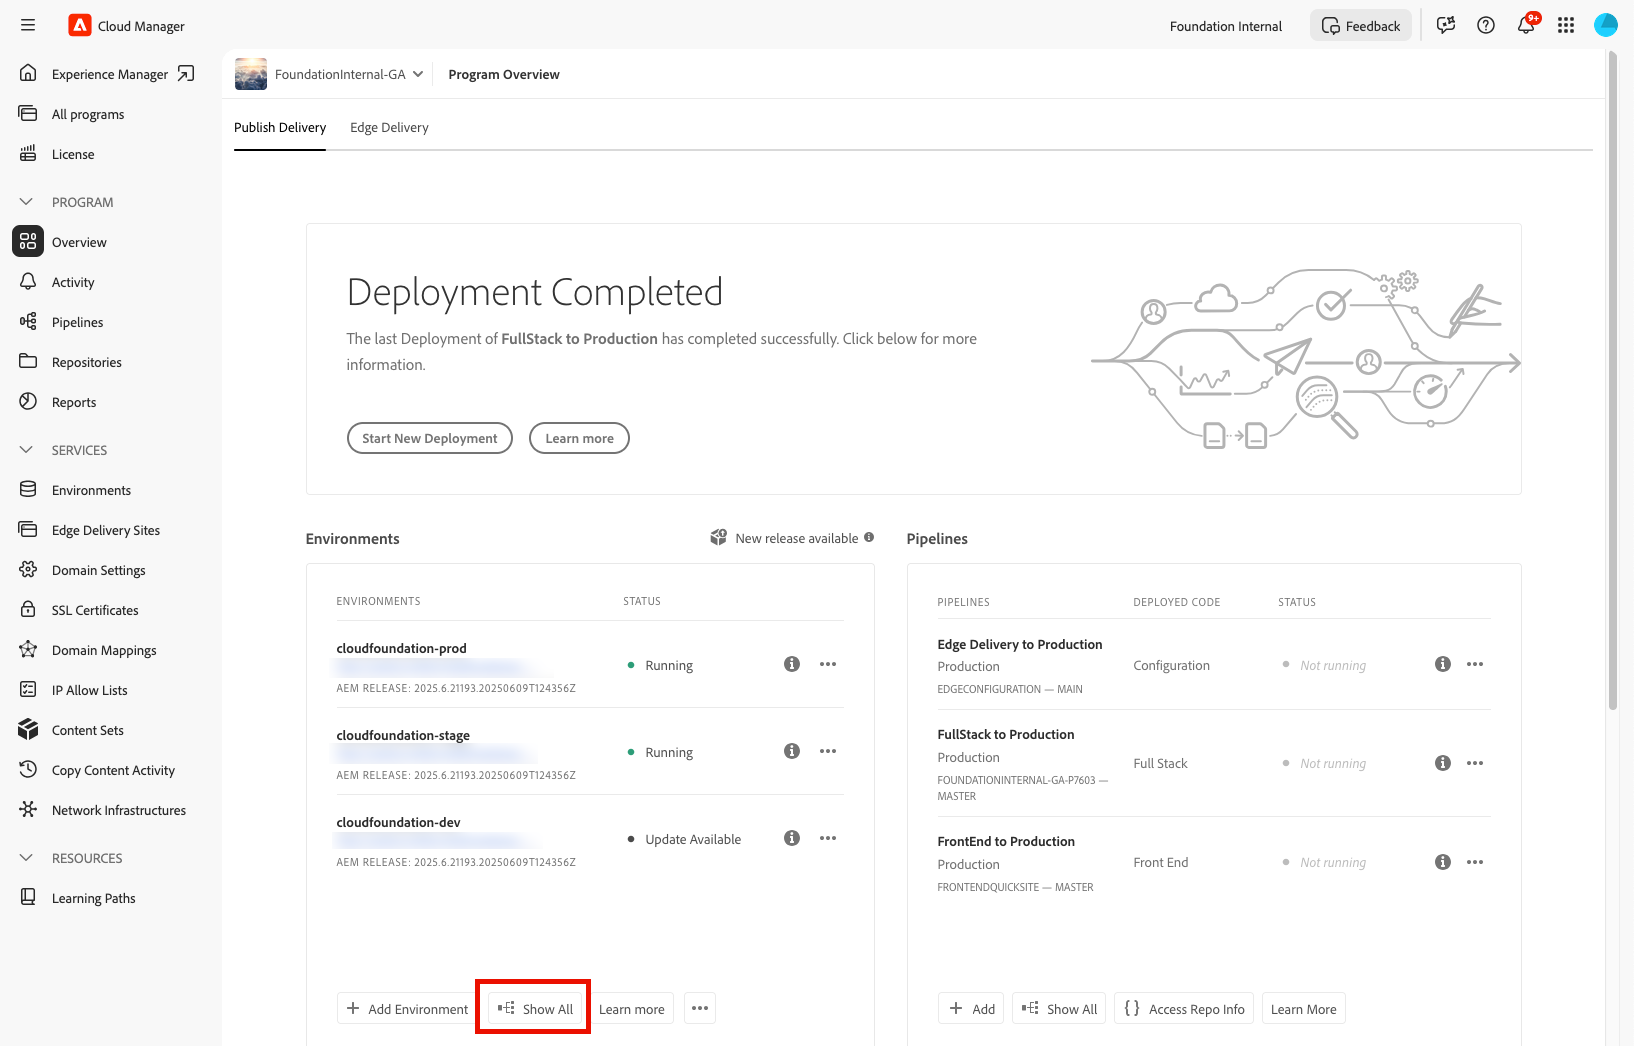 Cloud Manager
Foundation Internal
Feedback
9+
Experience Manager
All programs
License
PROGRAM
Overview
Activity
Pipelines
Repositories
Reports
SERVICES
Environments
Edge Delivery Sites
Domain Settings
SSL Certificates
Domain Mappings
IP Allow Lists
Content Sets
Copy Content Activity
Network Infrastructures
RESOURCES
Learning Paths
FoundationInternal-GA
Program Overview
Publish Delivery
Edge Delivery
Deployment Completed
The last Deployment of FullStack to Production has completed successfully. Click below for more
information.
Start New Deployment
Learn more
Environments
New release available
ENVIRONMENTS
STATUS
cloudfoundation-prod
Running
AEM RELEASE: 2025.6.21193.20250609T124356Z
cloudfoundation-stage
Running
AEM RELEASE: 2025.6.21193.20250609T124356Z
cloudfoundation-dev
Update Available
AEM RELEASE: 2025.6.21193.20250609T124356Z
Add Environment
Show All
Learn more
Pipelines
PIPELINES
DEPLOYED CODE
STATUS
Edge Delivery to Production
Production
Configuration
Not running
EDGECONFIGURATION — MAIN
FullStack to Production
Production
Full Stack
Not running
FOUNDATIONINTERNAL-GA-P7603 —
MASTER
FrontEnd to Production
Production
Front End
Not running
FRONTENDQUICKSITE — MASTER
Add
Show All
Access Repo Info
Learn More